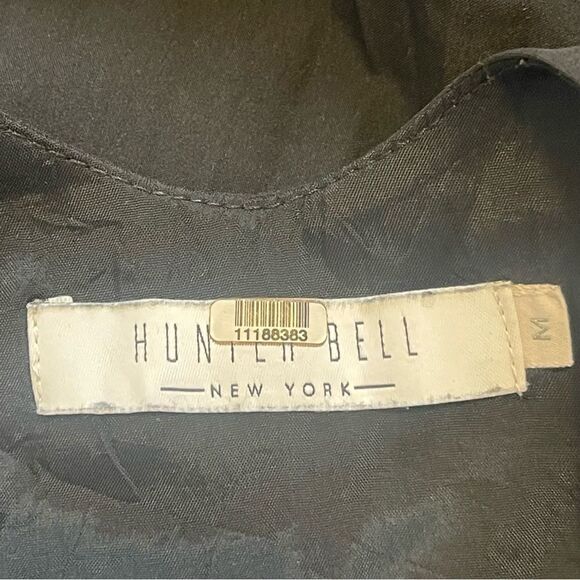 11188383
HUNTER BELL
NEW YORK
M